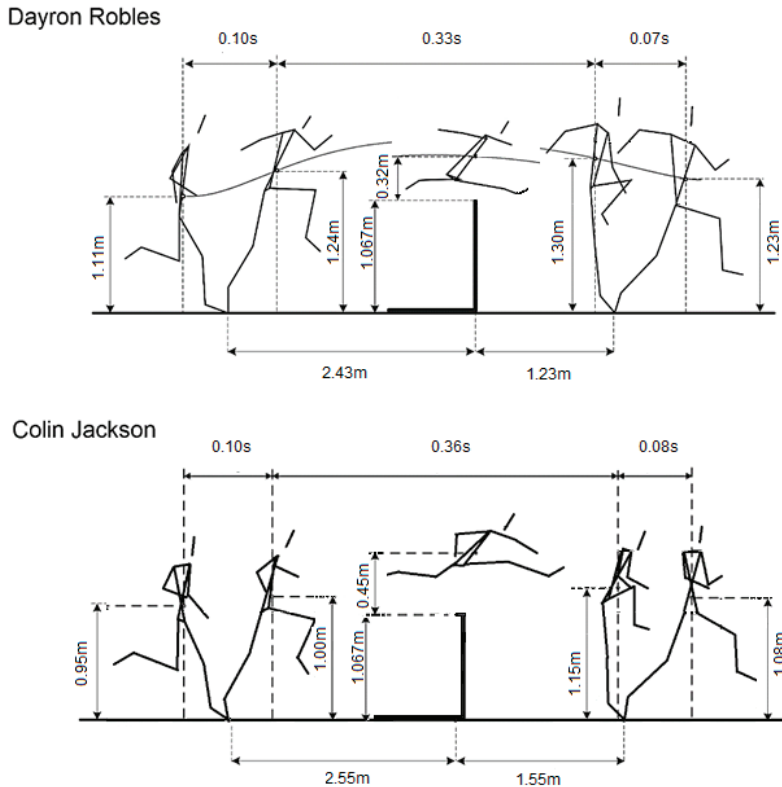 Dayron Robles
0.10s 0.33s 0.07s
1.11m
1.24m
1.067m
0.32m
1.30m
1.23m
2.43m 1.23m
Colin Jackson
0.10s 0.36s 0.08s
0.95m
1.00m
1.067m
0.45m
1.15m
1.08m
2.55m 1.55m